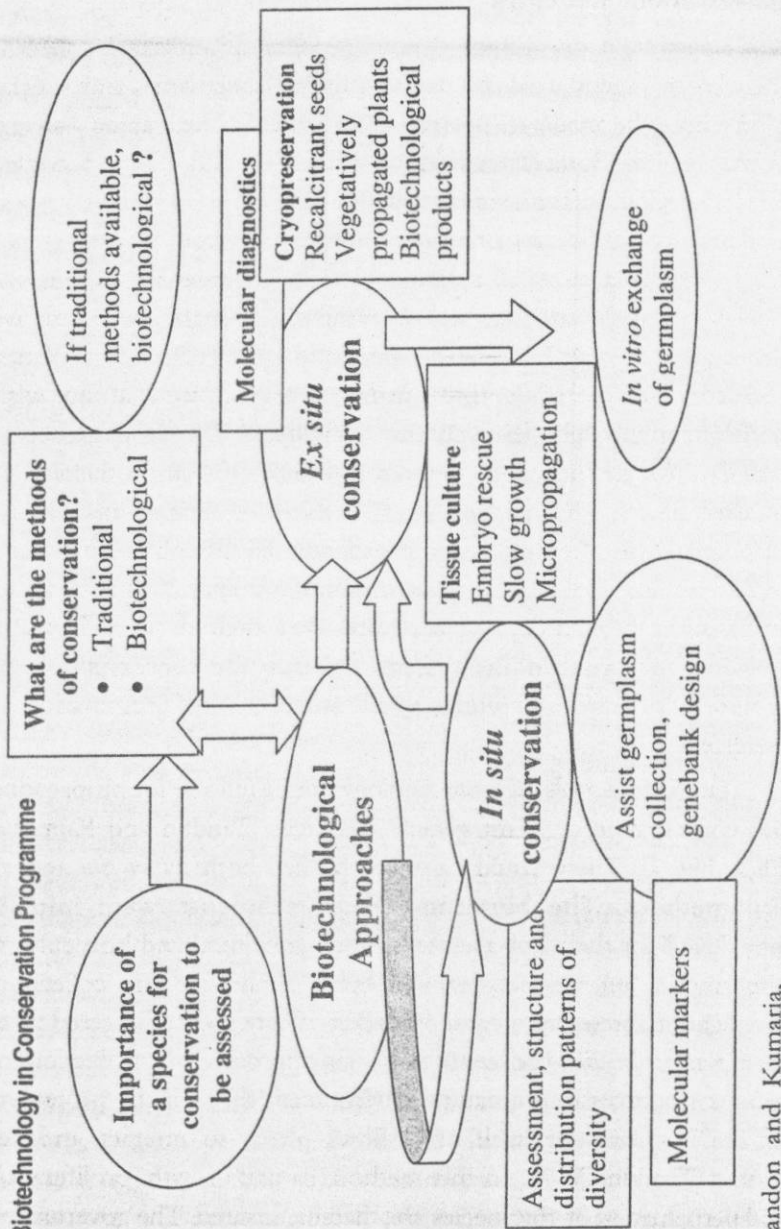 Biotechnology in Conservation Programme
Importance of
a species for
conservation to
be assessed
What are the methods
of conservation?
• Traditional
• Biotechnological
If traditional
methods available,
biotechnological ?
Biotechnological
Approaches
Molecular diagnostics
Cryopreservation
Recalcitrant seeds
Vegetatively
propagated plants
Biotechnological
products
Ex situ
conservation
In situ
conservation
Tissue culture
Embryo rescue
Slow growth
Micropropagation
In vitro exchange
of germplasm
Assessment structure and
distribution patterns of
diversity
Molecular markers
Assist germplasm
collection,
genebank design
and Kumaria